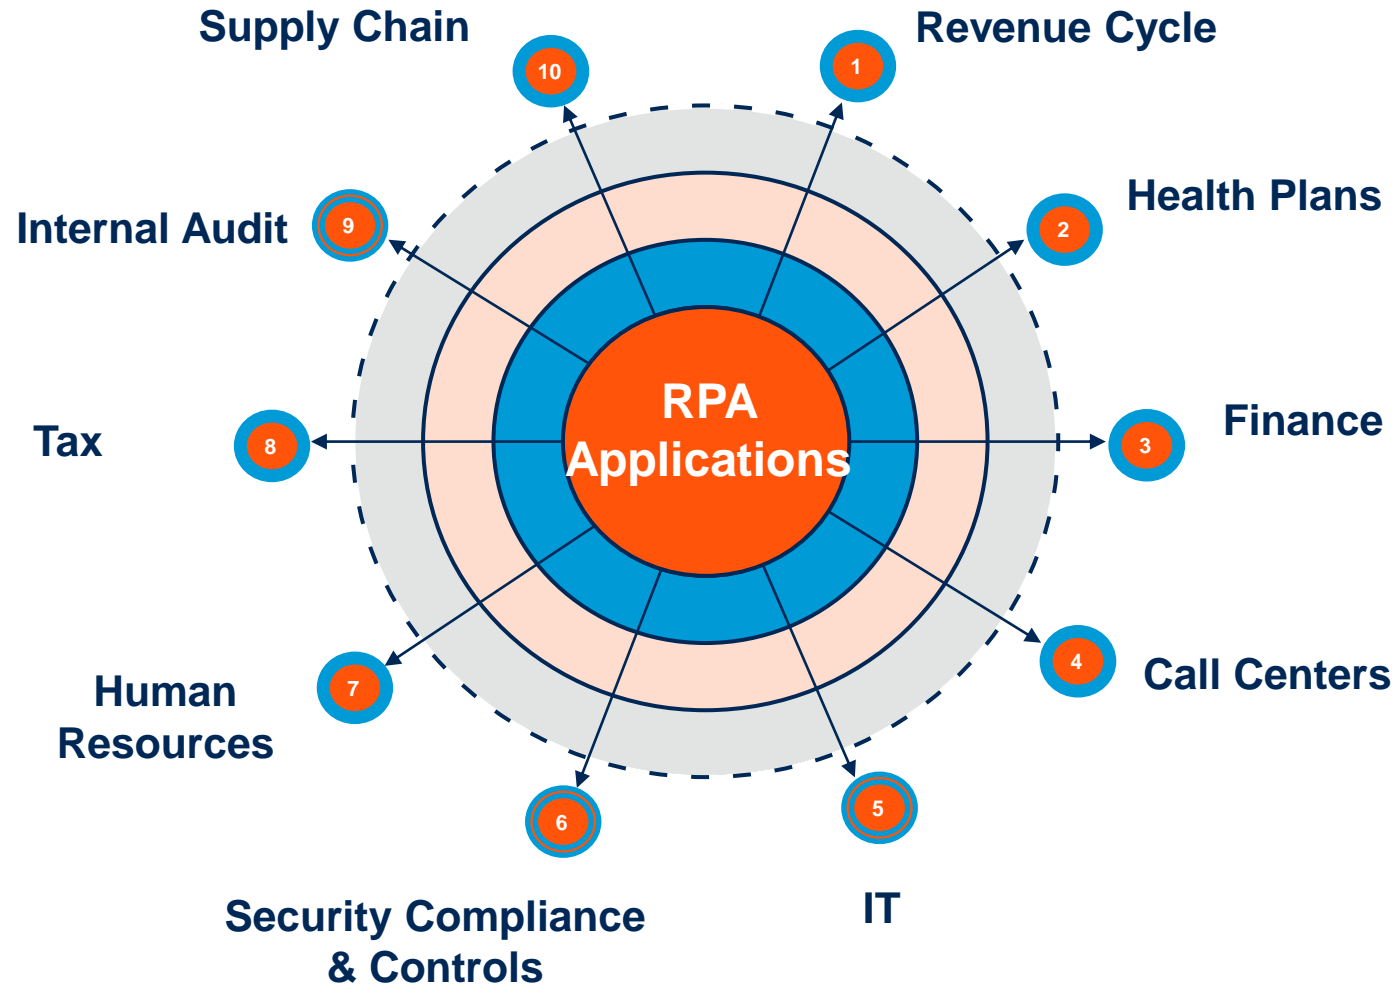 Supply Chain
Revenue Cycle
10
1
Health Plans
Internal Audit
9
2
RPA
Applications
Finance
Tax
8
3
4
Call Centers
Human
Resources
7
6
5
IT
Security Compliance
& Controls